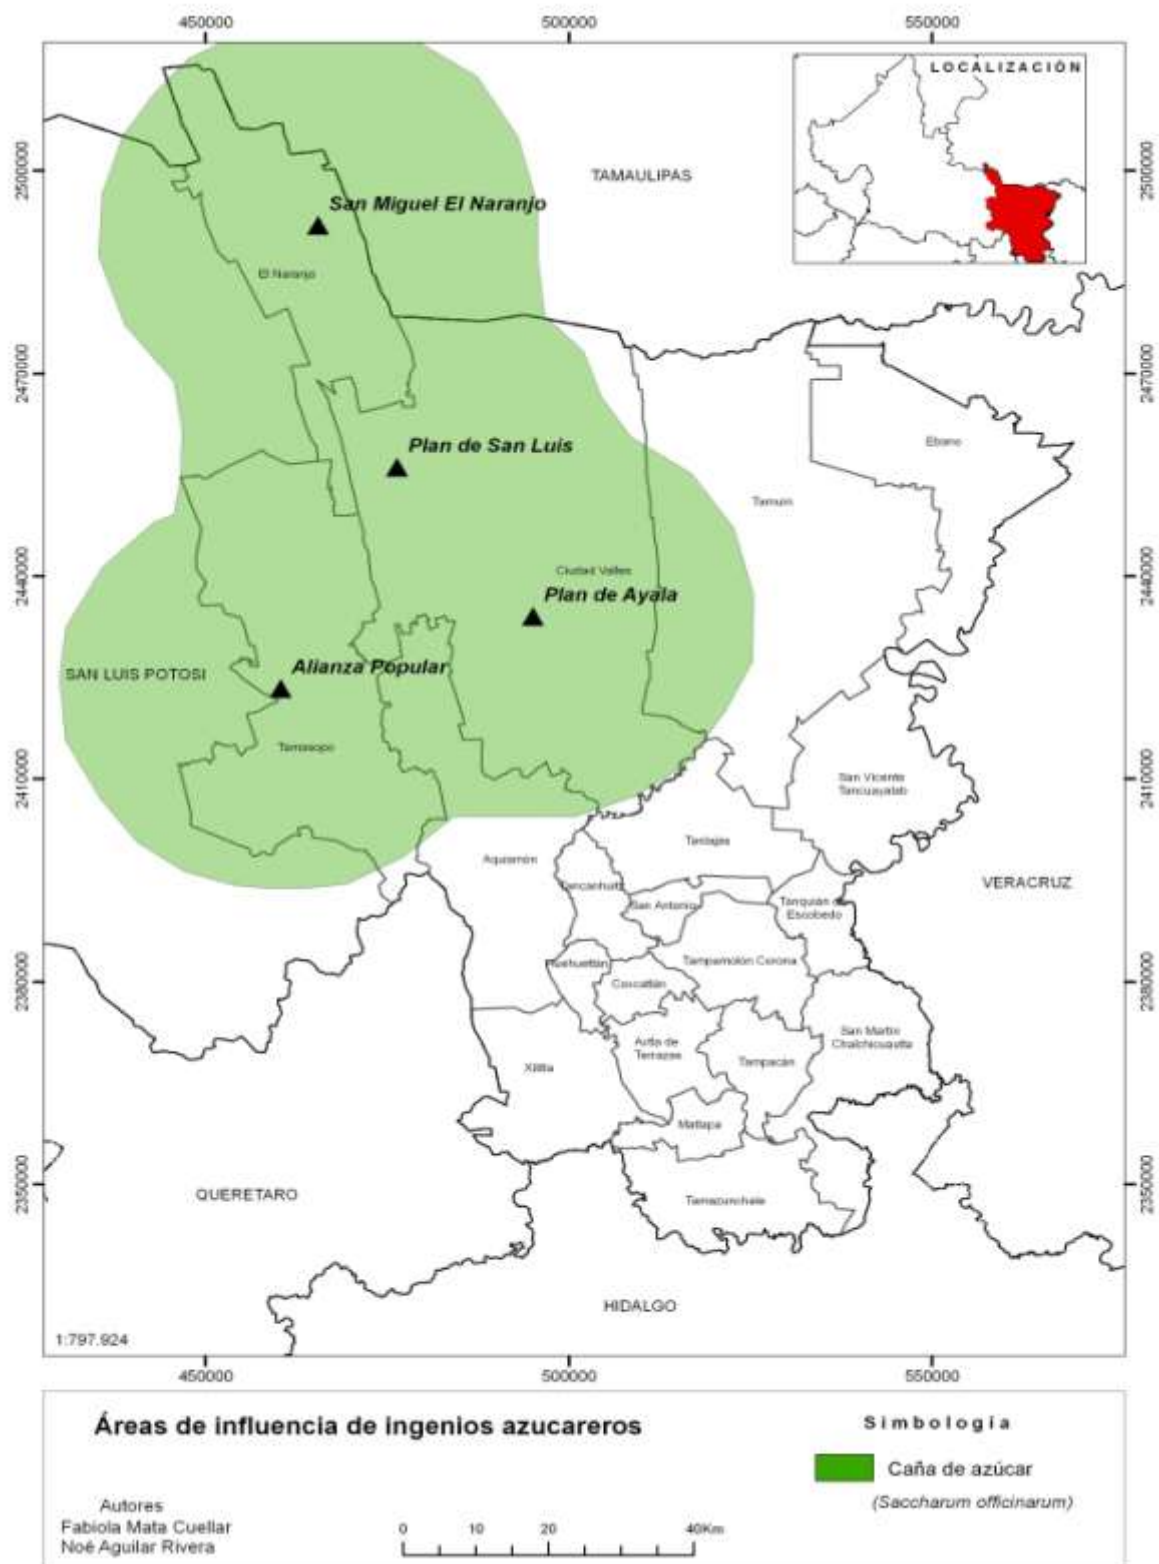 450000 500000 550000
LOCALIZACIÓN
2500000 2500000
TAMAULIPAS
San Miguel El Naranjo
El Naranjo
2470000 2470000
Plan de San Luis
Ebano
Tamuín
2440000 2440000
Ciudad Valles
Plan de Ayala
Alianza Popular
SAN LUIS POTOSI
Tamasopo
2410000 2410000
San Vicente
Tancuayalab
Tanlajás
Aquismón
VERACRUZ
Tancanhuitz
San Antonio
Tanquián de
Escobedo
Huehuetlán
Tampamolón Corona
2380000 2380000
Coxcatlán
Axtla de
Terrazas
San Martín
Chalchicuautla
Xilitla
Tampacán
Matlapa
2350000 2350000
QUERETARO
Tamazunchale
HIDALGO
1:797.924
450000 500000 550000
Áreas de influencia de ingenios azucareros
Simbología
Caña de azúcar
(Saccharum officinarum)
Autores
Fabiola Mata Cuellar
Noé Aguilar Rivera
0 10 20 40Km